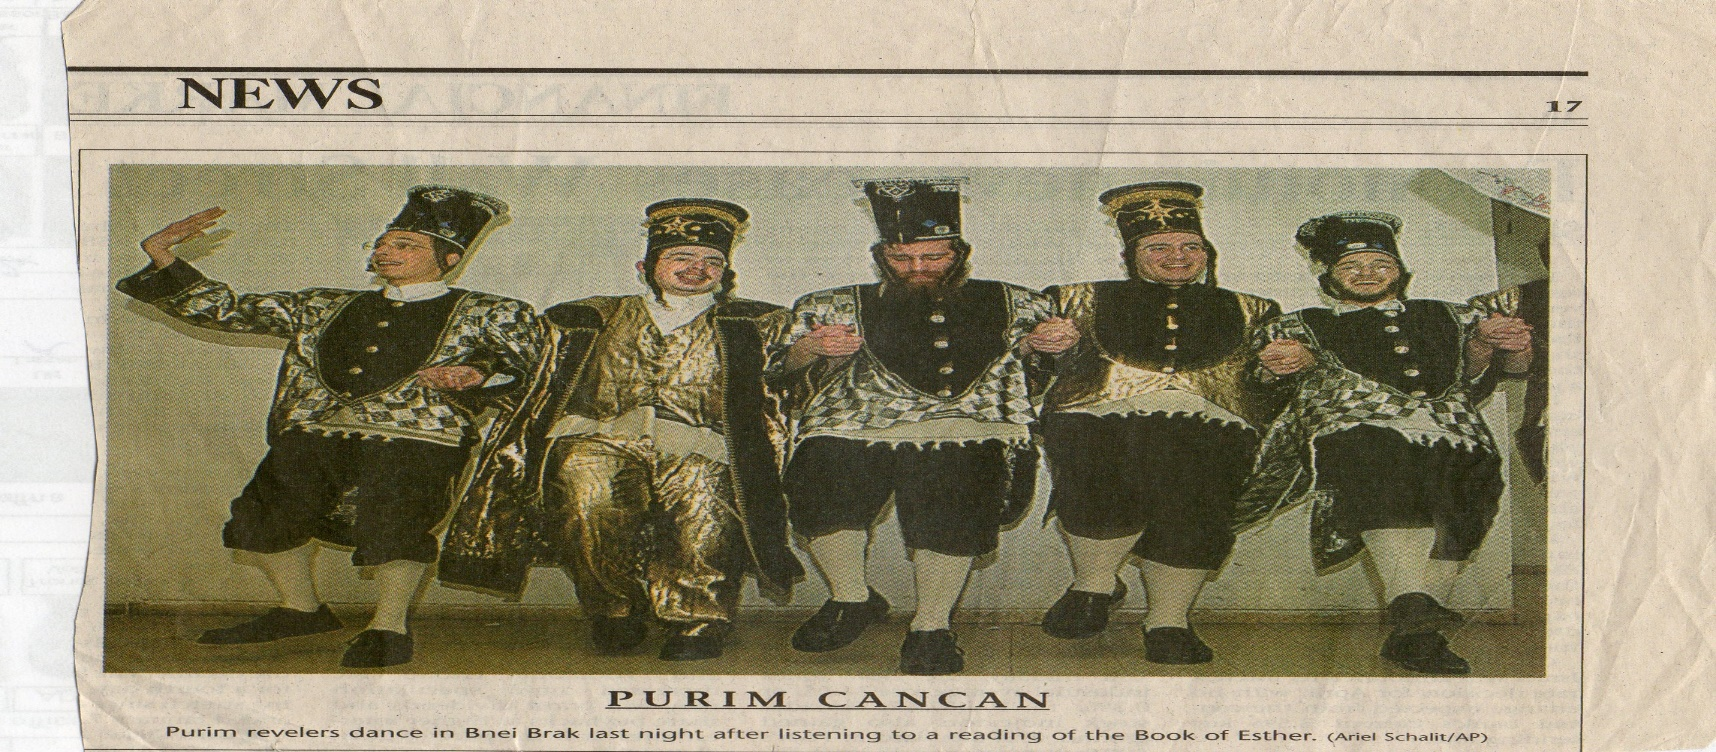 NEWS
17
PURIM CANCAN
Purim revelers dance in Bnei Brak last night after listening to a reading of the Book of Esther. (Ariel Schalit/AP)